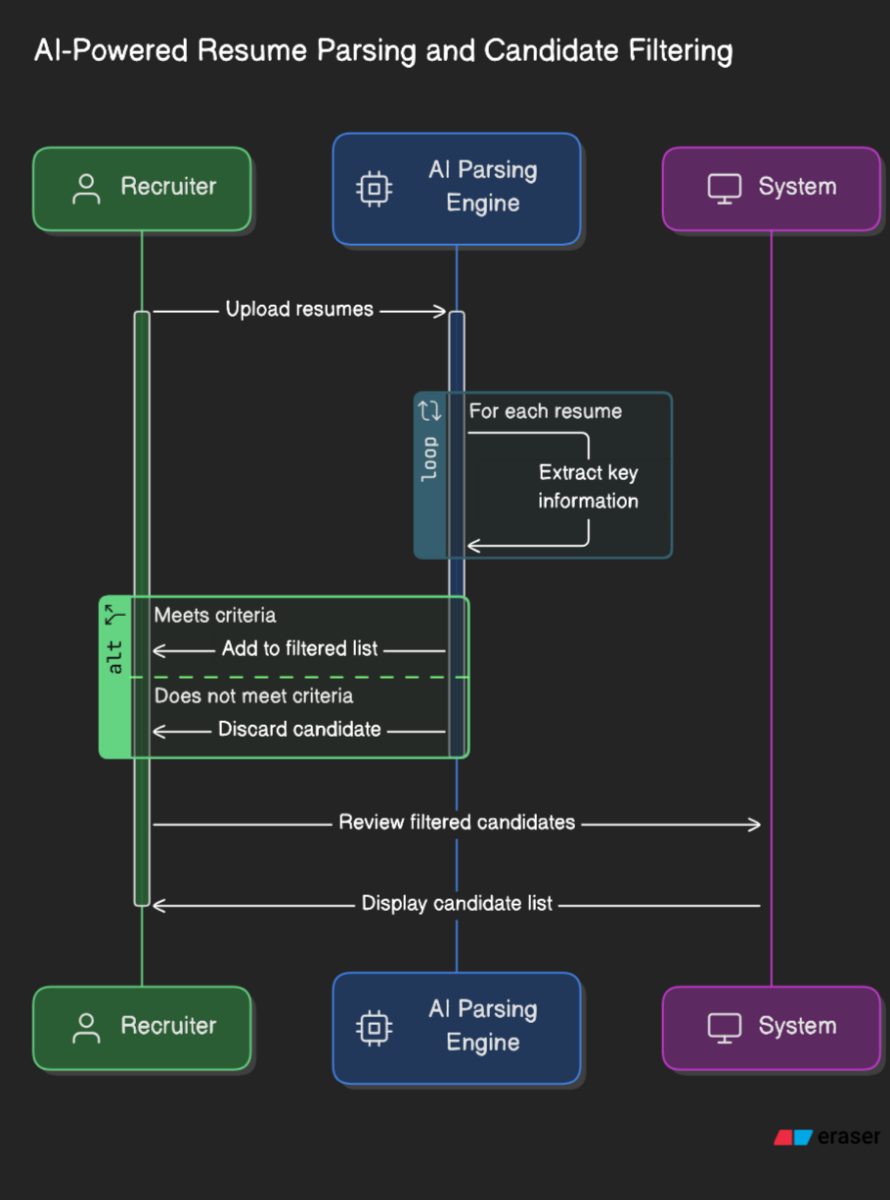 AI-Powered Resume Parsing and Candidate Filtering
Recruiter
AI Parsing
Engine
System
Upload resumes
loop
For each resume
Extract key
information
alt
Meets criteria
Add to filtered list
Does not meet criteria
Discard candidate
Review filtered candidates
Display candidate list
Recruiter
AI Parsing
Engine
System
eraser